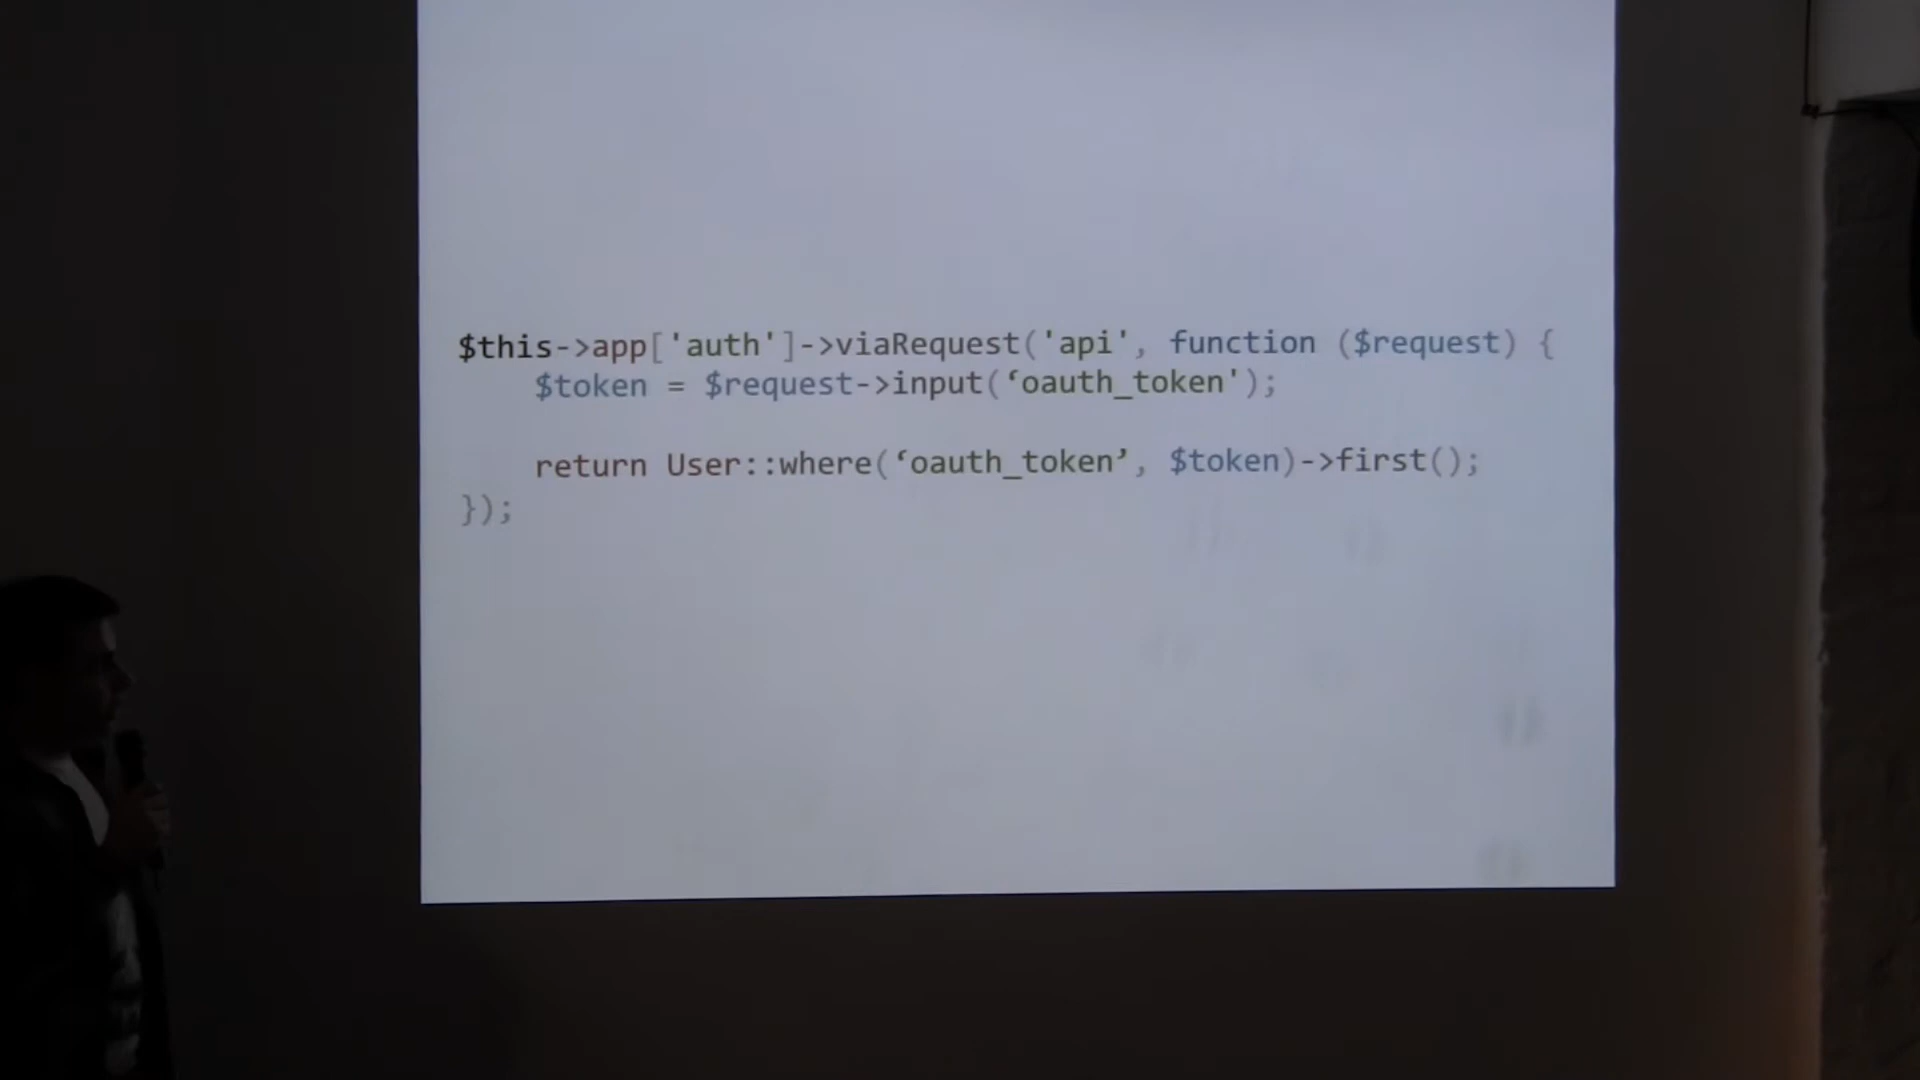 $this->app['auth']->viaRequest('api', function ($request) {
$token = $request->input(‘oauth_token');
return User::where(‘oauth_token’, $token)->first();
});